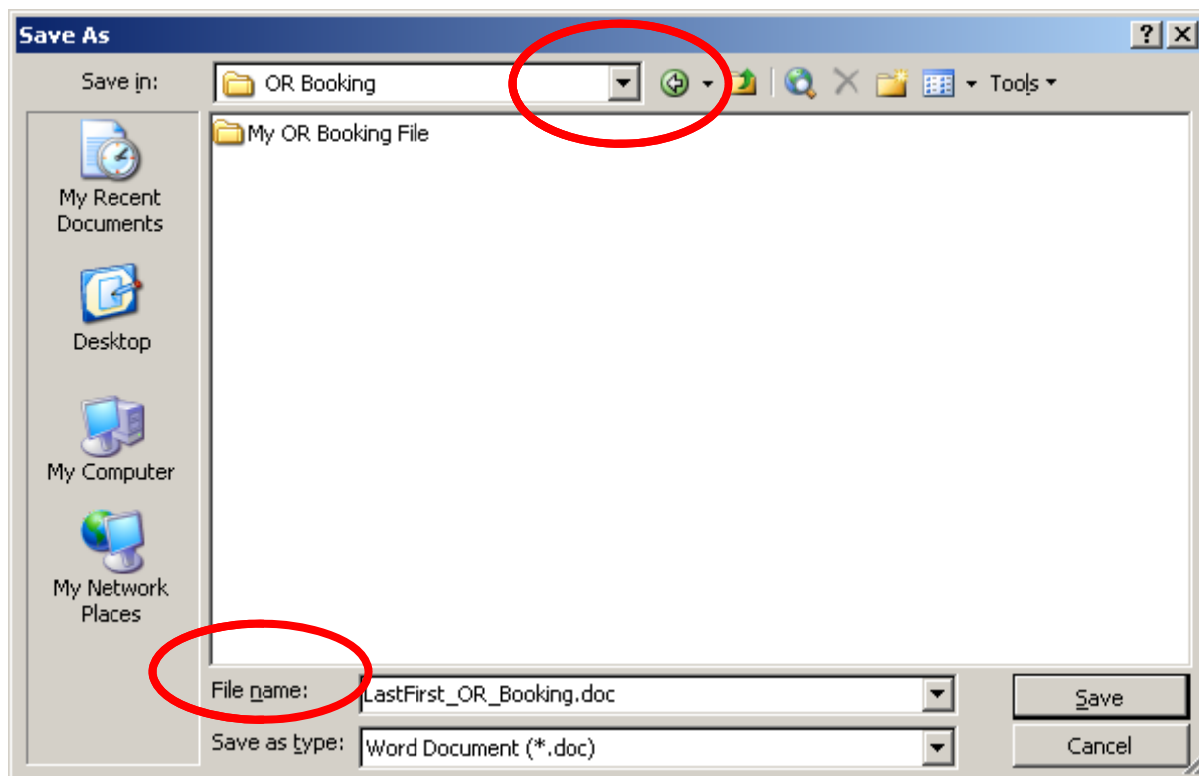 Save As
Save in:
OR Booking
Tools
My OR Booking File
My Recent
Documents
Desktop
My Computer
My Network
Places
File name:
LastFirst_OR_Booking.doc
Save
Save as type:
Word Document (*.doc)
Cancel